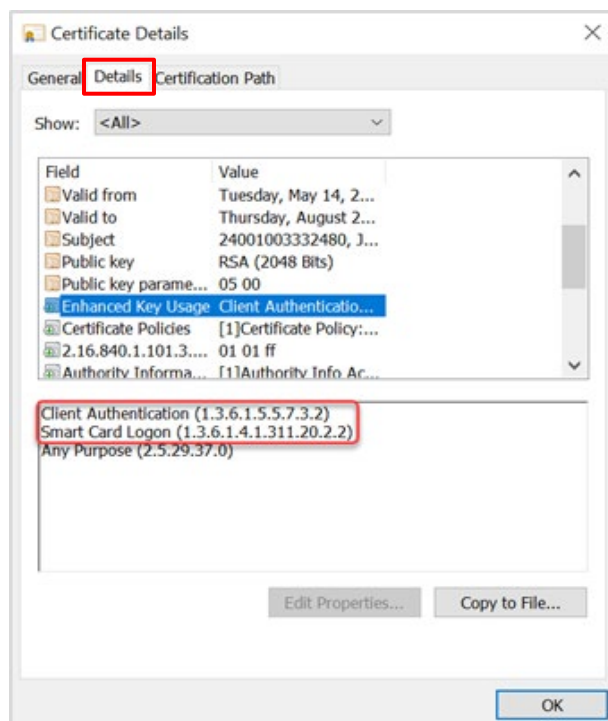 Certificate Details
General Details Certification Path
Show: <All>
Field Value
Valid from Tuesday, May 14, 2...
Valid to Thursday, August 2...
Subject 24001003332480, J...
Public key RSA (2048 Bits)
Public key parame... 05 00
Enhanced Key Usage Client Authenticatio...
Certificate Policies [1]Certificate Policy:...
2.16.840.1.101.3.... 01 01 ff
Authority Informa... [1]Authority Info Ac...
Client Authentication (1.3.6.1.5.5.7.3.2)
Smart Card Logon (1.3.6.1.4.1.311.20.2.2)
Any Purpose (2.5.29.37.0)
Edit Properties... Copy to File...
OK